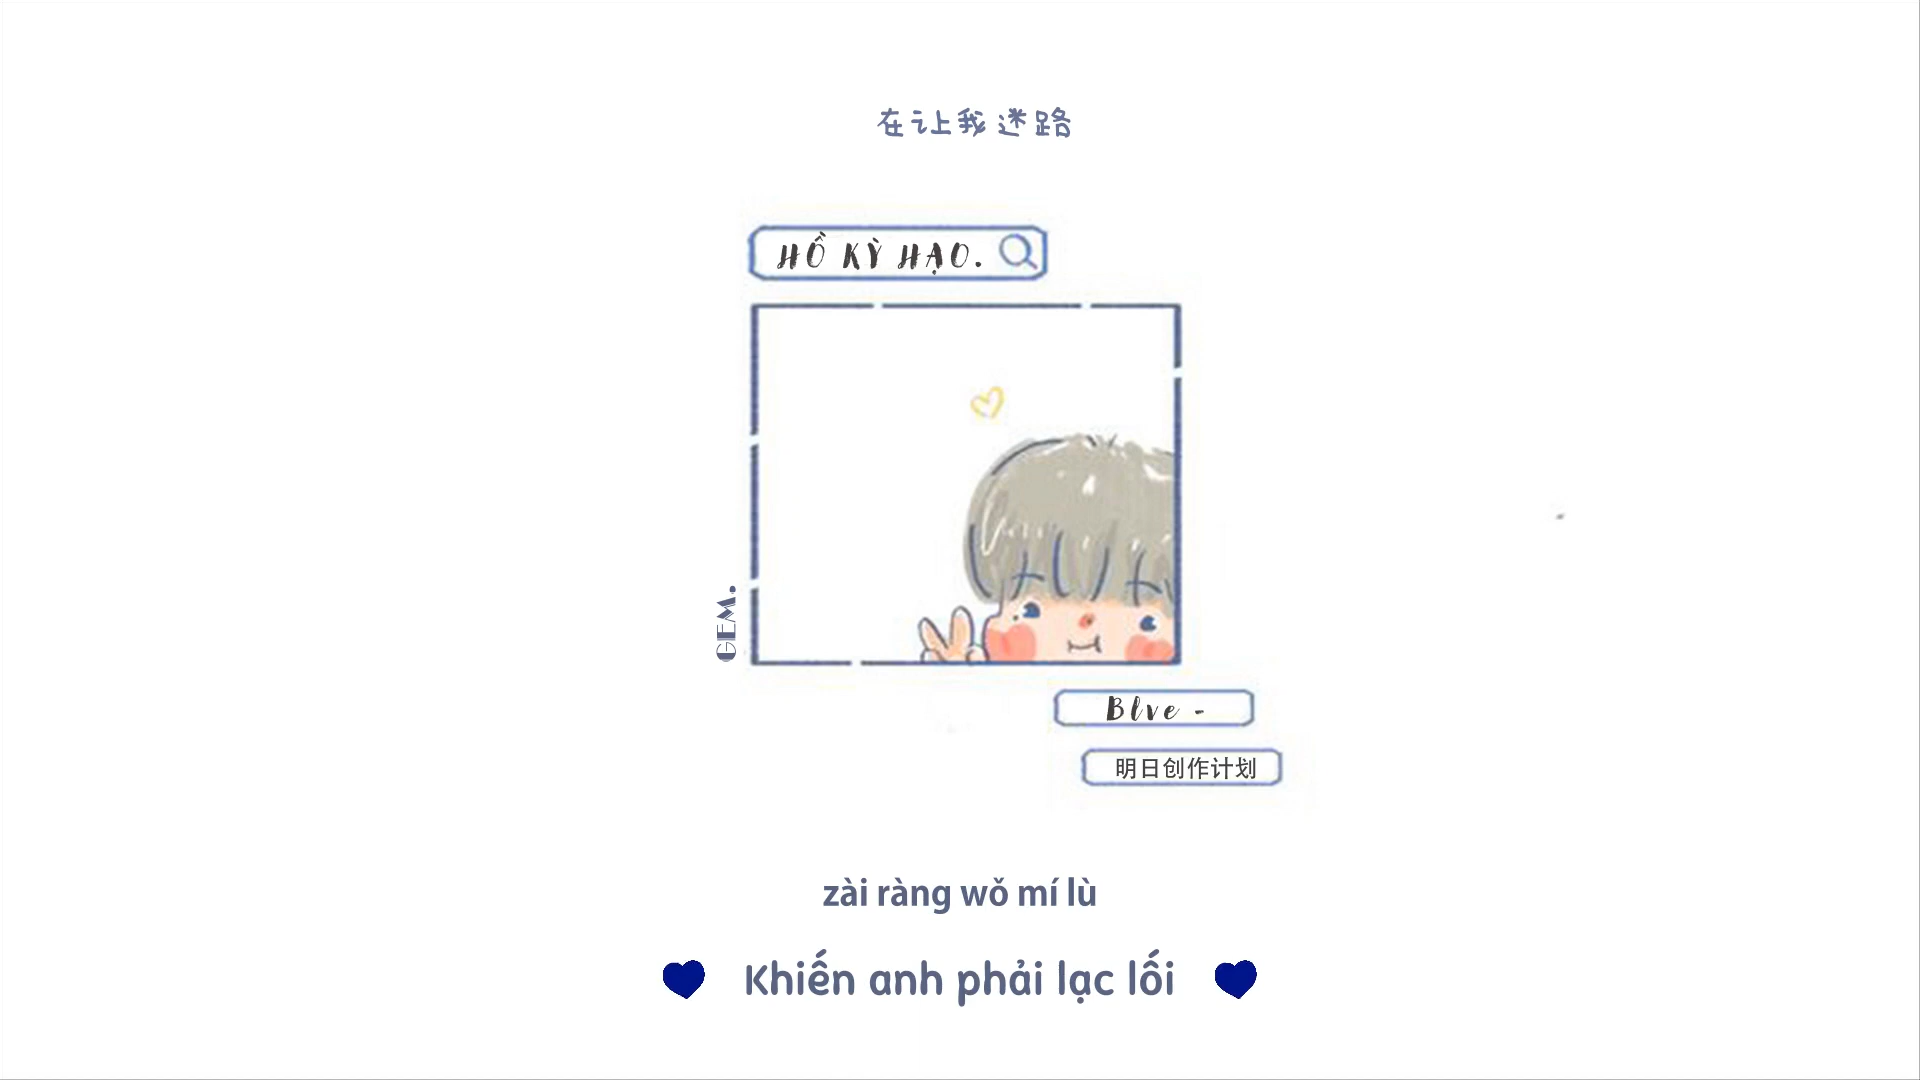 在让我迷路
HỒ KỲ HẠO.
GEM.
Blve -
明日创作计划
zài ràng wǒ mí lù
Khiến anh phải lạc lối